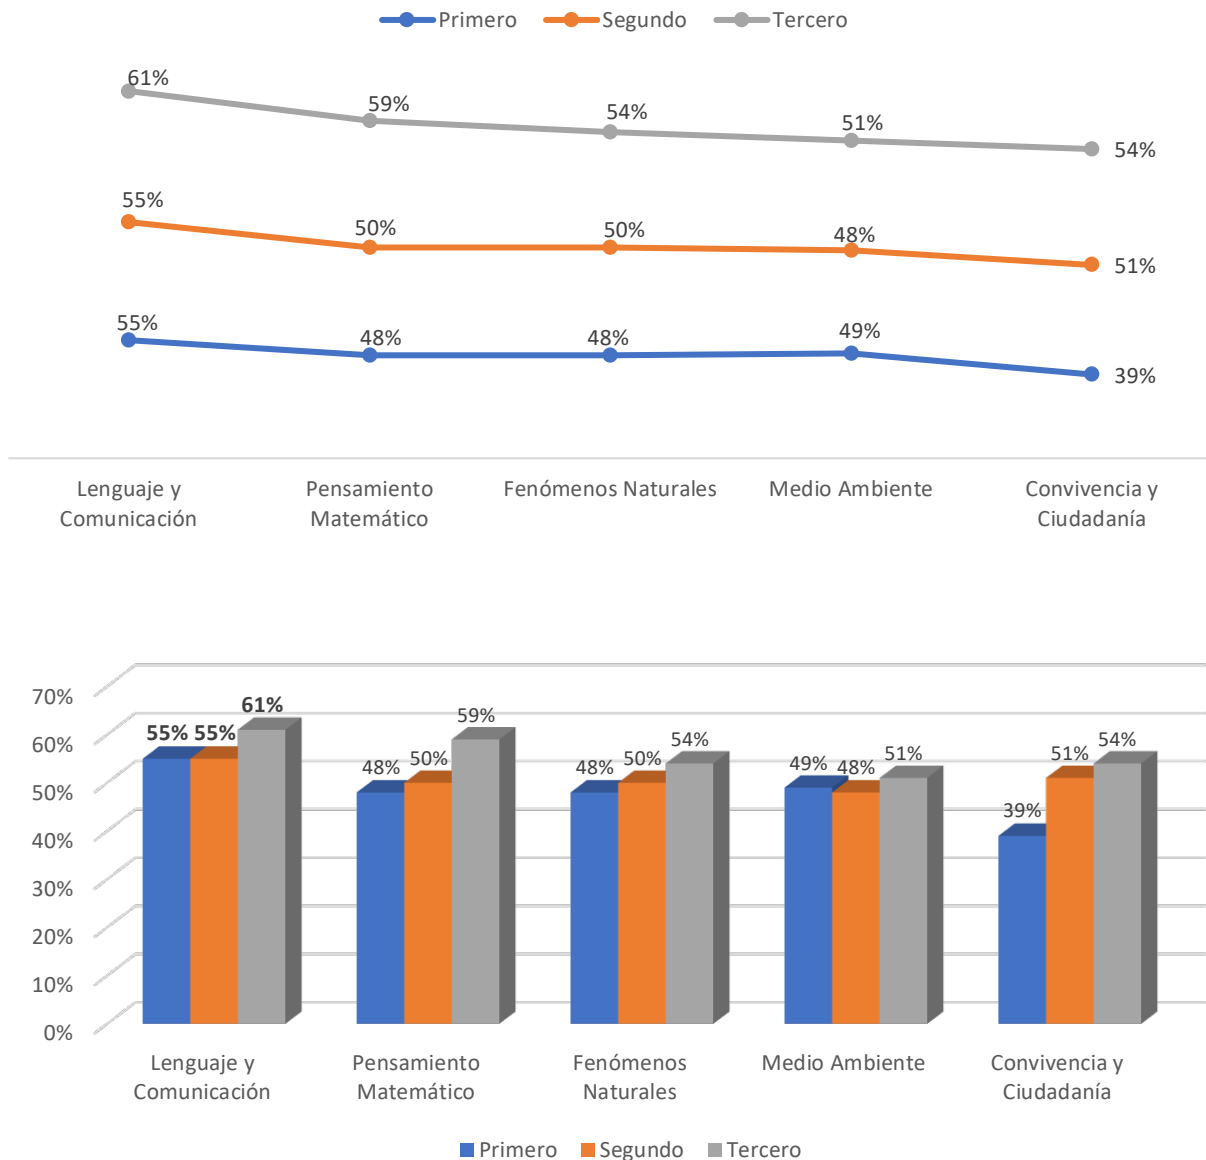 Primero Segundo Tercero
61% 59% 54% 51% 54%
55% 50% 50% 48% 51%
55% 48% 48% 49% 39%
Lenguaje y Comunicación
Pensamiento Matemático
Fenómenos Naturales
Medio Ambiente
Convivencia y Ciudadanía
70%
60%
50%
40%
30%
20%
10%
0%
55% 55% 61%
48% 50% 59%
48% 50% 54%
49% 48% 51%
39% 51% 54%
Lenguaje y
Comunicación
Pensamiento
Matemático
Fenómenos
Naturales
Medio Ambiente
Convivencia y
Ciudadanía
Primero Segundo Tercero